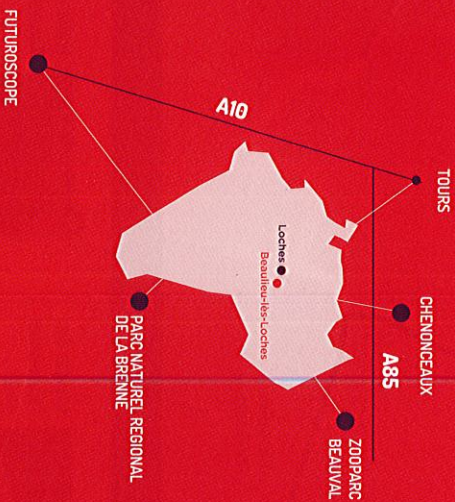 TOURS
CHENONCEAUX
A85
ZOOPARC
BEAUVAL
A10
Loches
Beaulieu-lès-Loches
FUTUROSCOPE
PARC NATUREL REGIONAL
DE LA BRENNE